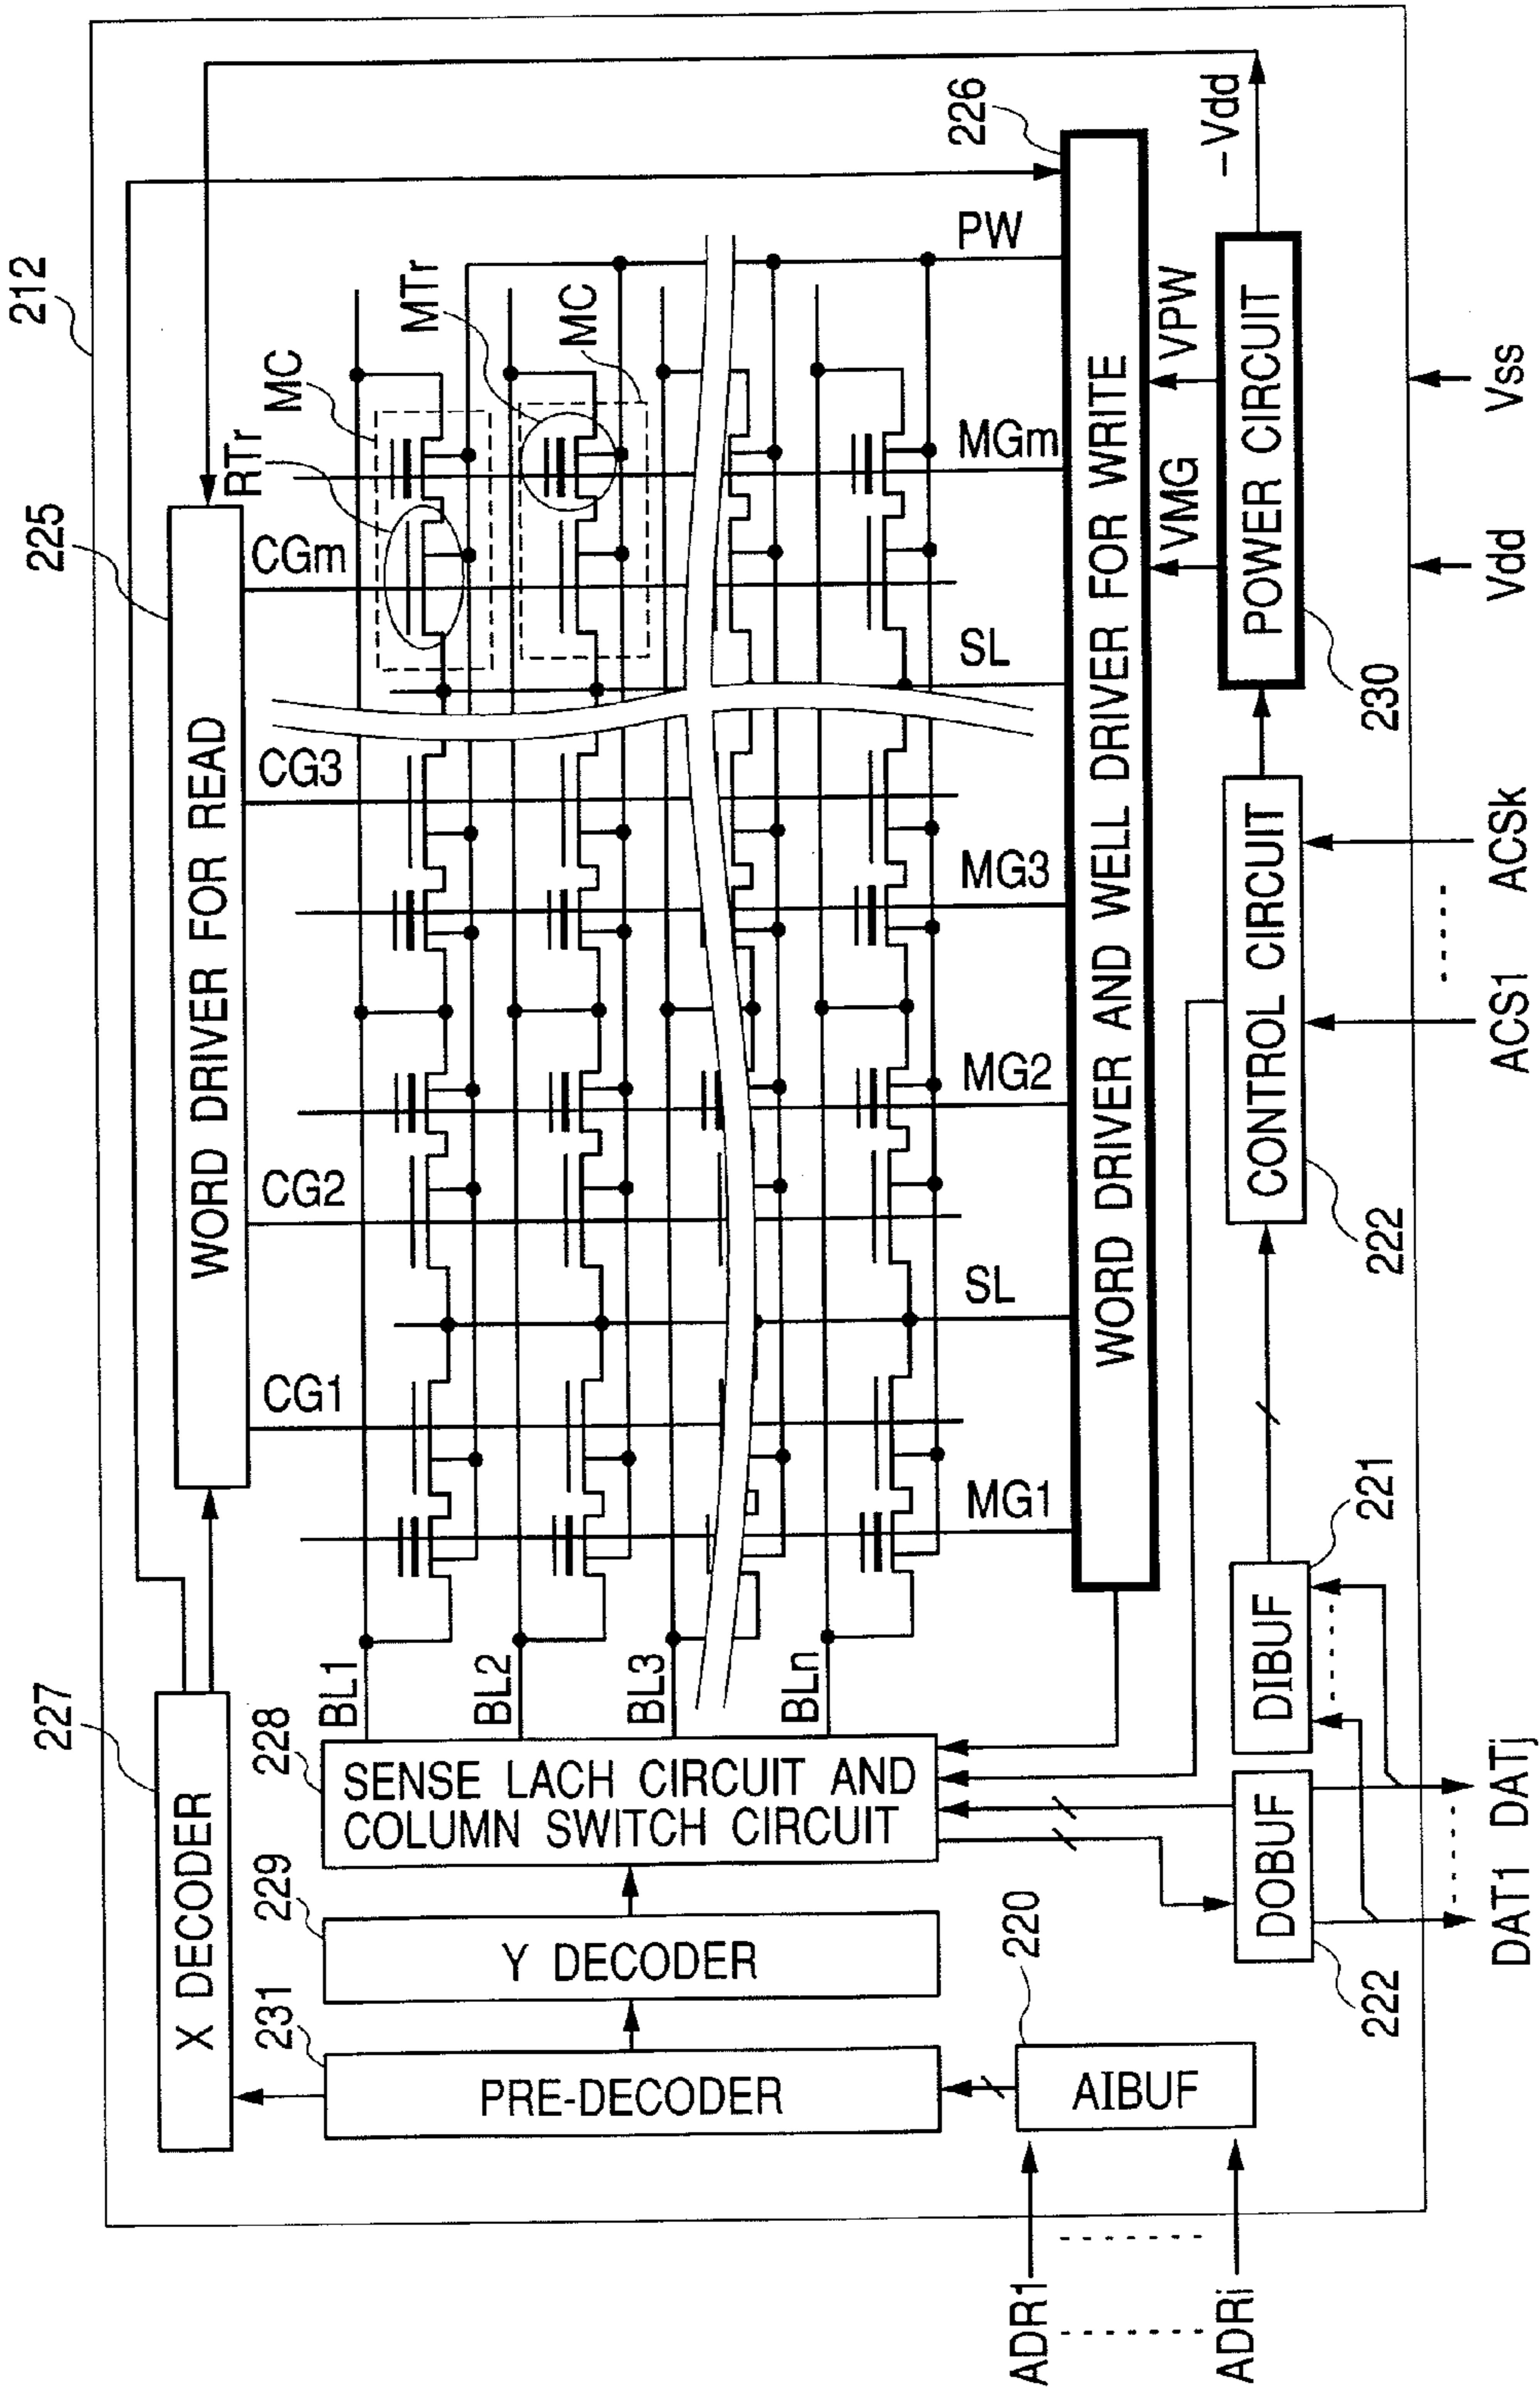 212
227
X DECODER
225
WORD DRIVER FOR READ
231
PRE-DECODER
229
Y DECODER
228
SENSE LACH CIRCUIT AND
COLUMN SWITCH CIRCUIT
BL1
BL2
BL3
BLn
CG1
CG2
CG3
CGm
RTr
MC
MTr
MC
MG1
SL
MG2
MG3
SL
MGm
PW
226
WORD DRIVER AND WELL DRIVER FOR WRITE
VMG
VPW
-Vdd
220
AIBUF
ADR1
ADRi
222
DOBUF
221
DIBUF
222
CONTROL CIRCUIT
230
POWER CIRCUIT
DAT1
DATj
ACS1
ACSk
Vdd
Vss